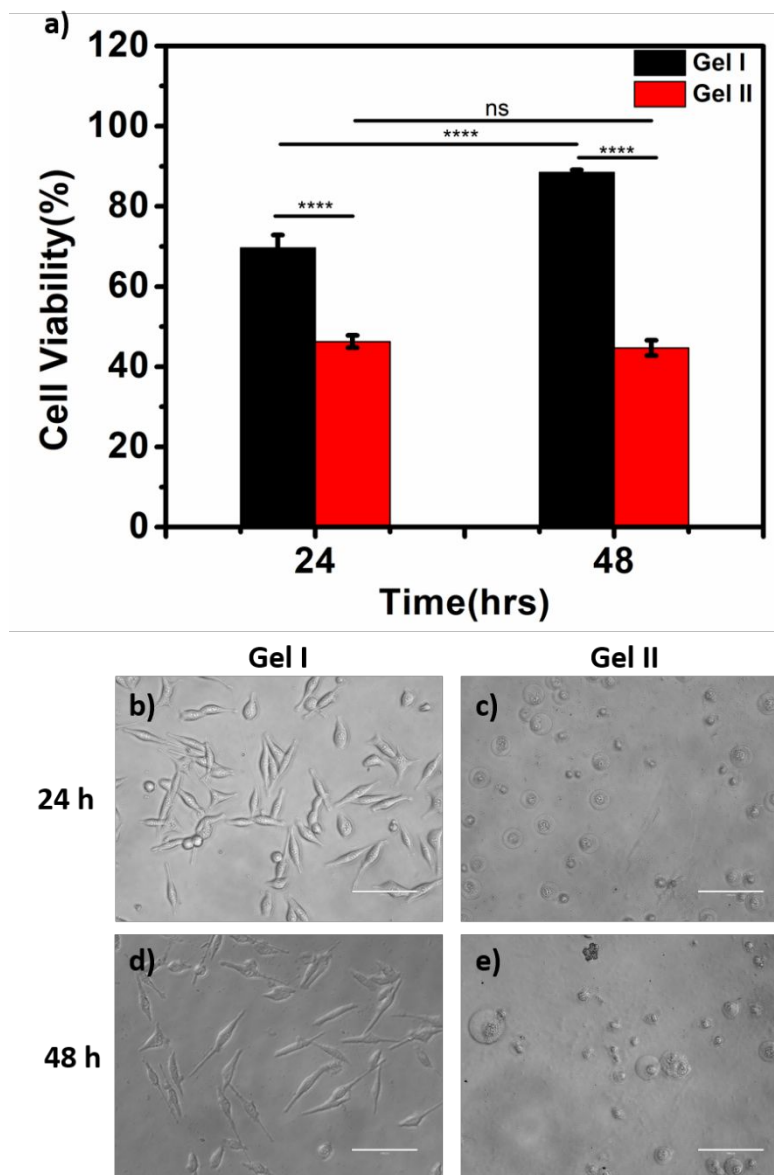 a)
120
100
80
60
40
20
0
Cell Viability(%)
Gel I
Gel II
ns
****
****
****
24 48
Time(hrs)
Gel I Gel II
24 h
b) c)
48 h
d) e)